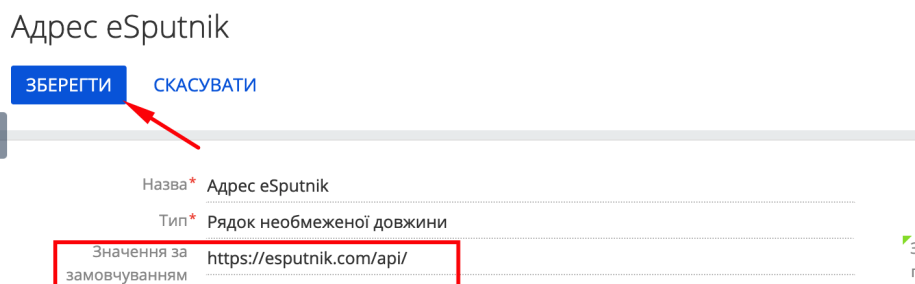 Адрес eSputnik
ЗБЕРЕГТИ СКАСУВАТИ
Назва* Адрес eSputnik
Тип* Рядок необмеженої довжини
Значення за замовчуванням https://esputnik.com/api/